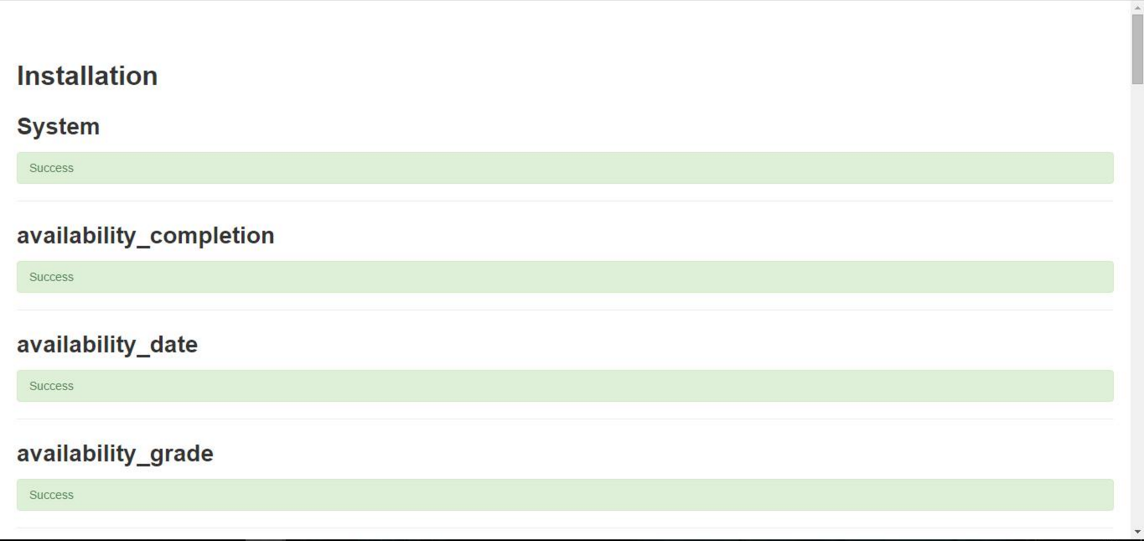 Installation
System
Success
availability_completion
Success
availability_date
Success
availability_grade
Success